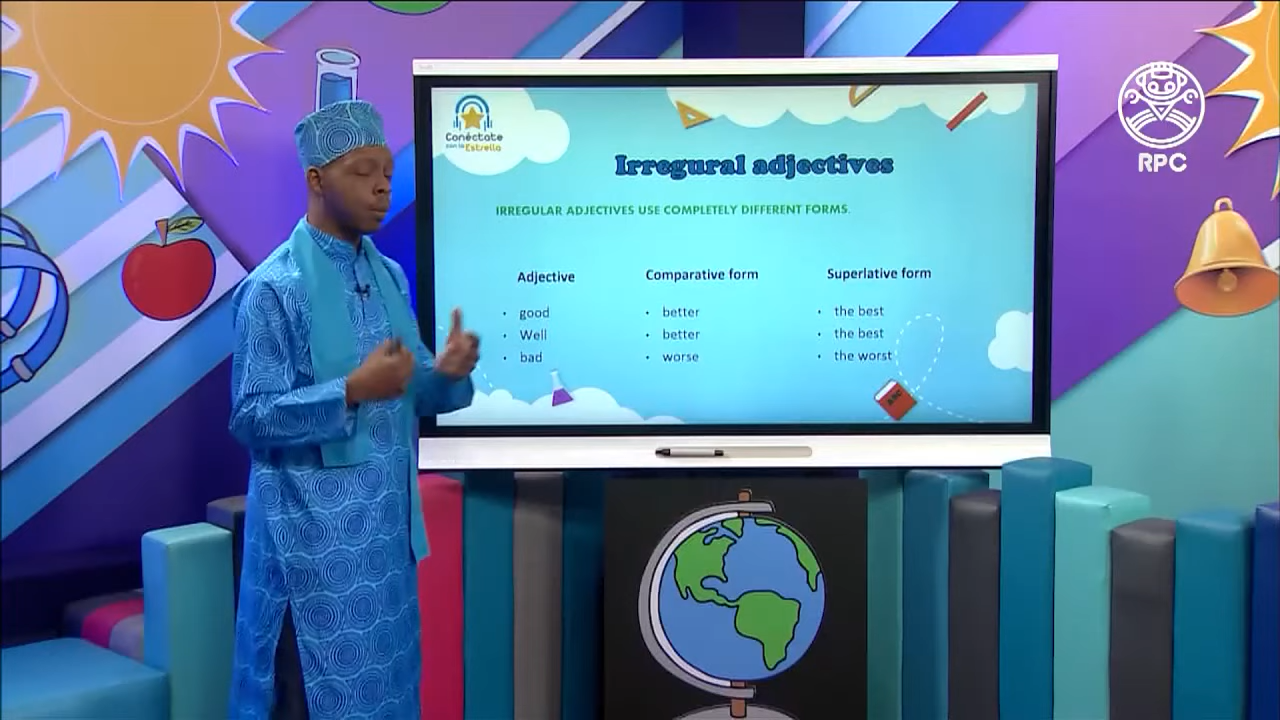 Conéctate
con la Estrella
Irregural adjectives
IRREGULAR ADJECTIVES USE COMPLETELY DIFFERENT FORMS.
Adjective Comparative form Superlative form
• good • better • the best
• Well • better • the best
• bad • worse • the worst
ABC
RPC